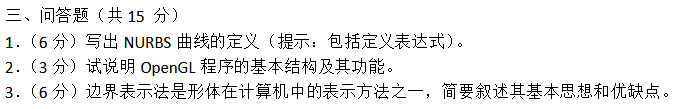 三、问答题（共 15 分）
1．（6 分）写出 NURBS 曲线的定义（提示：包括定义表达式）。
2．（3 分）试说明 OpenGL 程序的基本结构及其功能。
3．（6 分）边界表示法是形体在计算机中的表示方法之一，简要叙述其基本思想和优缺点。